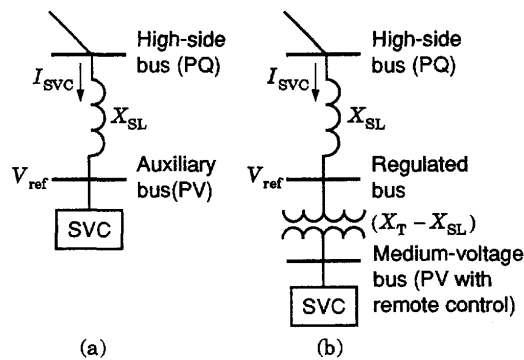 High-side
bus (PQ)
I_SVC
X_SL
V_ref
Auxiliary
bus(PV)
SVC
(a)
High-side
bus (PQ)
I_SVC
X_SL
V_ref
Regulated
bus
(X_T − X_SL)
Medium-voltage
bus (PV with
remote control)
SVC
(b)